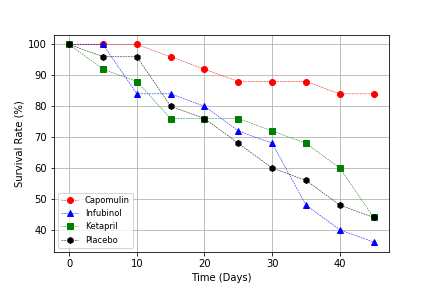 100
90
80
70
60
50
40
Survival Rate (%)
Capomulin
Infubinol
Ketapril
Placebo
0 10 20 30 40
Time (Days)